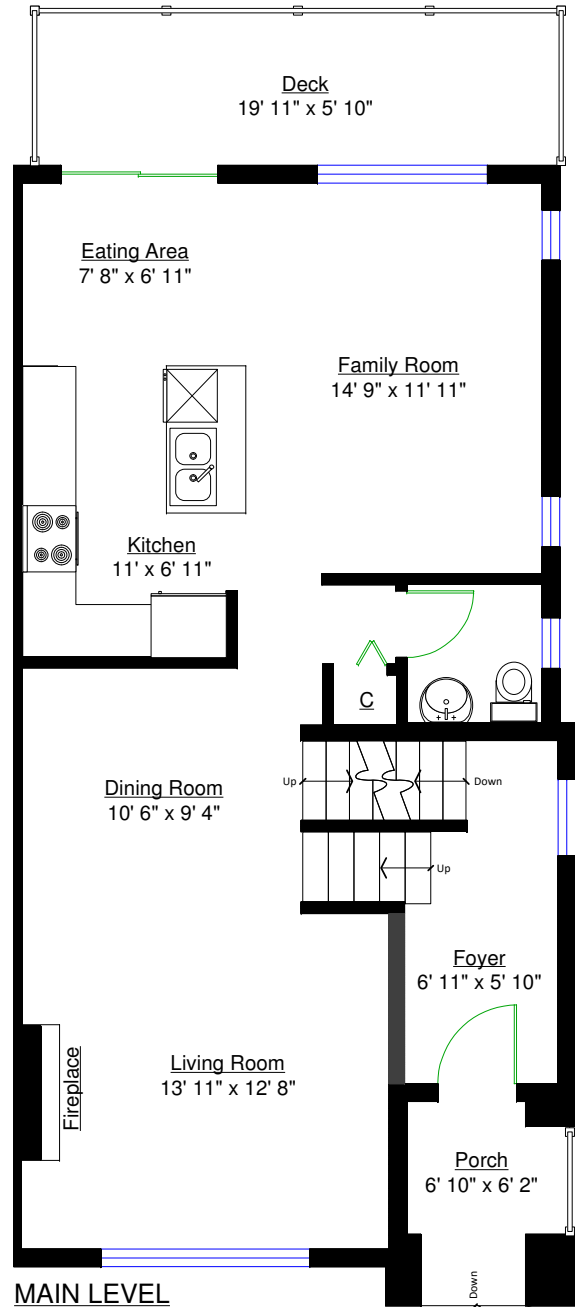 Deck
19' 11" x 5' 10"
Eating Area
7' 8" x 6' 11"
Family Room
14' 9" x 11' 11"
Kitchen
11' x 6' 11"
C
Dining Room
10' 6" x 9' 4"
Up
Down
Up
Foyer
6' 11" x 5' 10"
Fireplace
Living Room
13' 11" x 12' 8"
Porch
6' 10" x 6' 2"
Down
MAIN LEVEL